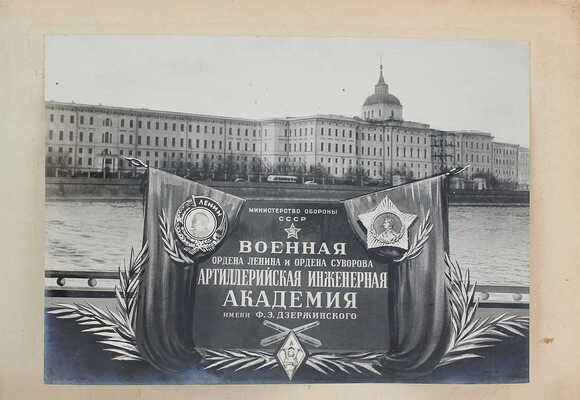 ЛЕНИН
МИНИСТЕРСТВО ОБОРОНЫ
СССР
ВОЕННАЯ
ОРДЕНА ЛЕНИНА И ОРДЕНА СУВОРОВА
АРТИЛЛЕРИЙСКАЯ ИНЖЕНЕРНАЯ
АКАДЕМИЯ
ИМЕНИ Ф.Э.ДЗЕРЖИНСКОГО